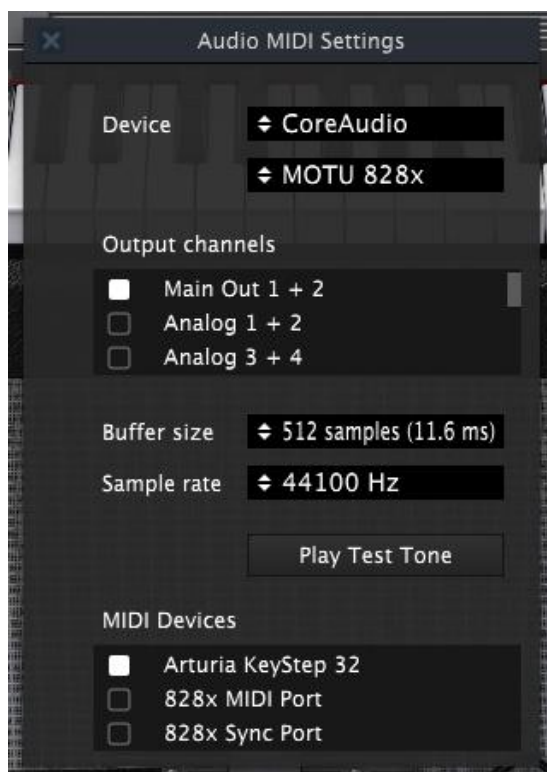 Audio MIDI Settings
Device CoreAudio
MOTU 828x
Output channels
Main Out 1 + 2
Analog 1 + 2
Analog 3 + 4
Buffer size 512 samples (11.6 ms)
Sample rate 44100 Hz
Play Test Tone
MIDI Devices
Arturia KeyStep 32
828x MIDI Port
828x Sync Port